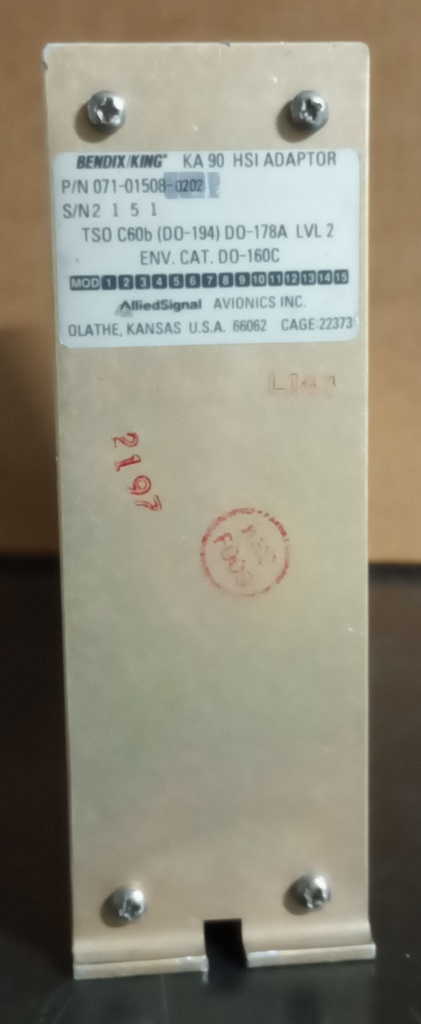 BENDIX/KING® KA 90 HSI ADAPTOR
P/N 071-01508-0202
S/N 2 1 5 1
TSO C60b (DO-194) DO-178A LVL 2
ENV. CAT. DO-160C
MOD 1 2 3 4 5 6 7 8 9 10 11 12 13 14 15
AlliedSignal AVIONICS INC.
OLATHE, KANSAS U.S.A. 66062 CAGE:22373
2197